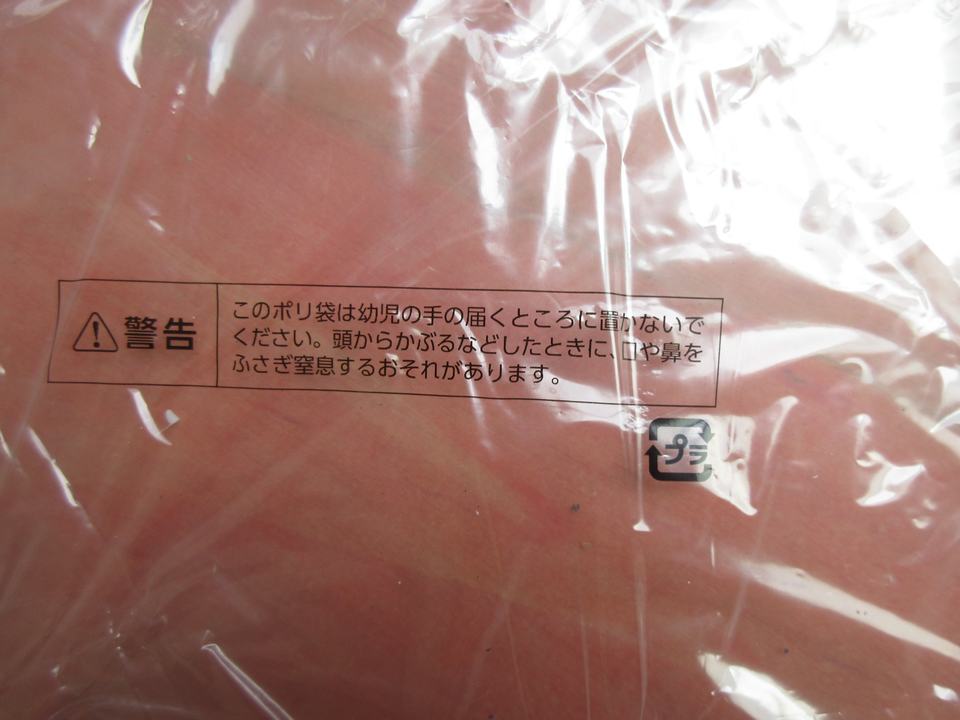 警告
このポリ袋は幼児の手の届くところに置かないで
ください。頭からかぶるなどしたときに、口や鼻を
ふさぎ窒息するおそれがあります。
プラ